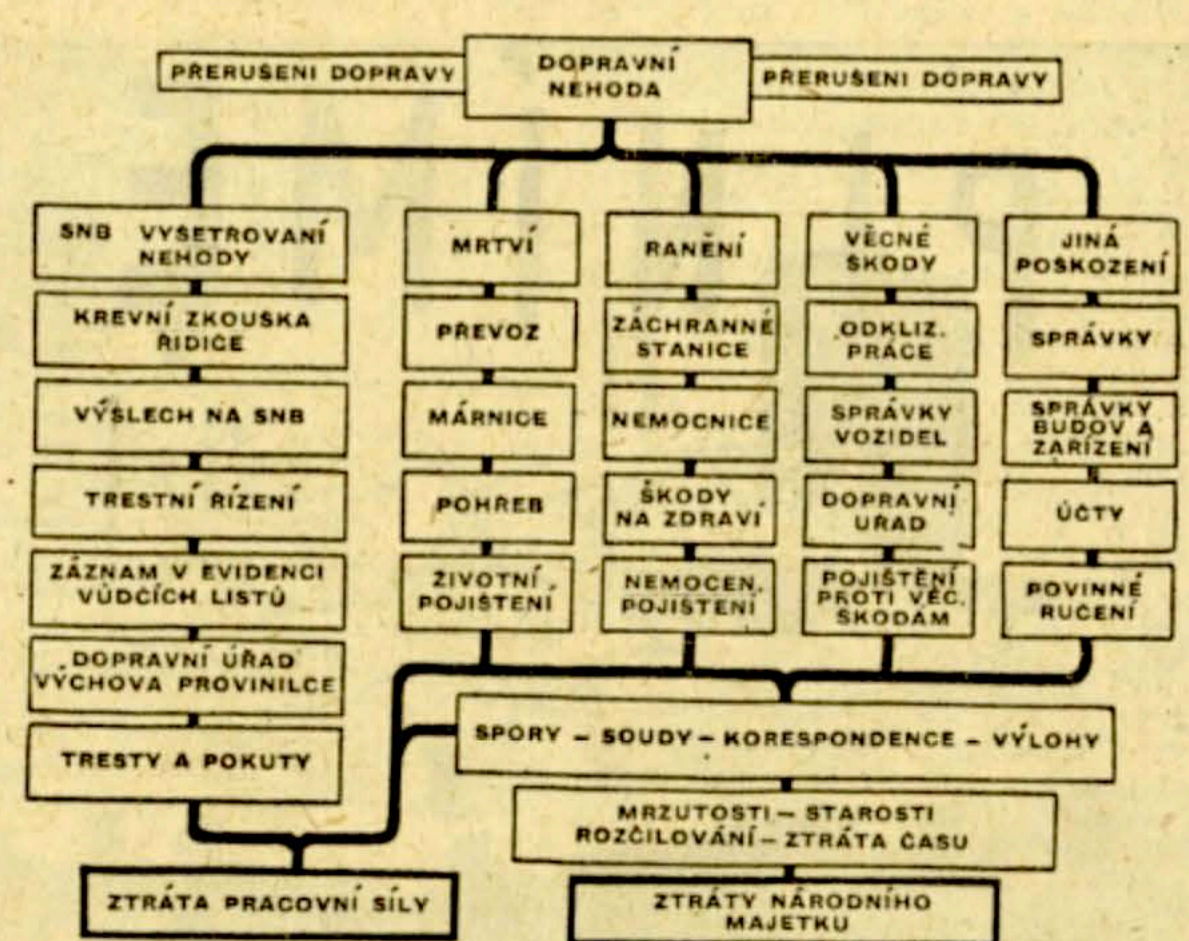 PŘERUŠENI DOPRAVY
DOPRAVNÍ
NEHODA
PŘERUŠENI DOPRAVY
SNB VYSETROVANÍ
NEHODY
KREVNÍ ZKOUSKA
ŘIDIČE
VÝSLECH NA SNB
TRESTNÍ ŘÍZENÍ
ZÁZNAM V EVIDENCI
VŮDČÍCH LISTŮ
DOPRAVNÍ ÚŘAD
VÝCHOVA PROVINILCE
TRESTY A POKUTY
MRTVÍ
PŘEVOZ
MÁRNICE
POHŘEB
ŽIVOTNÍ
POJIŠTENÍ
RANĚNÍ
ZÁCHRANNÉ
STANICE
NEMOCNICE
ŠKODY
NA ZDRAVÍ
NEMOCEN.
POJIŠTENÍ
VĚCNÉ
ŠKODY
ODKLIZ.
PRÁCE
SPRÁVKY
VOZIDEL
DOPRAVNÍ
UŘAD
POJIŠTĚNÍ
PROTI VĚC.
ŠKODÁM
JINÁ
POSKOZENÍ
SPRÁVKY
SPRÁVKY
BUDOV A
ZAŘÍZENÍ
ÚČTY
POVINNÉ
RUČENÍ
SPORY – SOUDY – KORESPONDENCE – VÝLOHY
MRZUTOSTI – STAROSTI
ROZČILOVÁNÍ – ZTRÁTA ČASU
ZTRÁTA PRACOVNÍ SÍLY
ZTRÁTY NÁRODNÍHO
MAJETKU